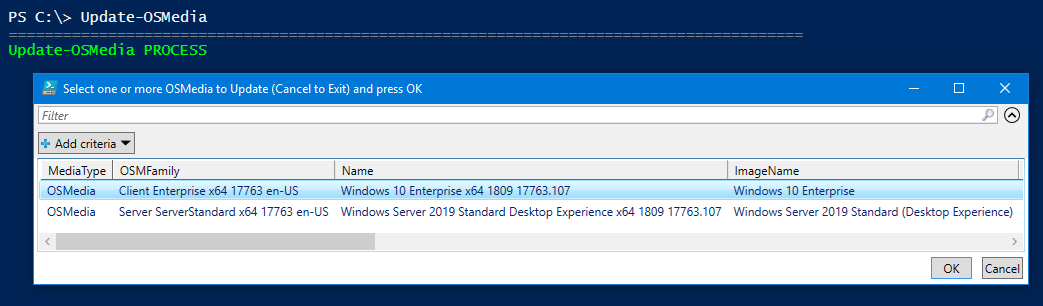 PS C:\> Update-OSMedia
========================================================================================
Update-OSMedia PROCESS
Select one or more OSMedia to Update (Cancel to Exit) and press OK
Filter
Add criteria
MediaType OSMFamily Name ImageName
OSMedia Client Enterprise x64 17763 en-US Windows 10 Enterprise x64 1809 17763.107 Windows 10 Enterprise
OSMedia Server ServerStandard x64 17763 en-US Windows Server 2019 Standard Desktop Experience x64 1809 17763.107 Windows Server 2019 Standard (Desktop Experience)
OK Cancel